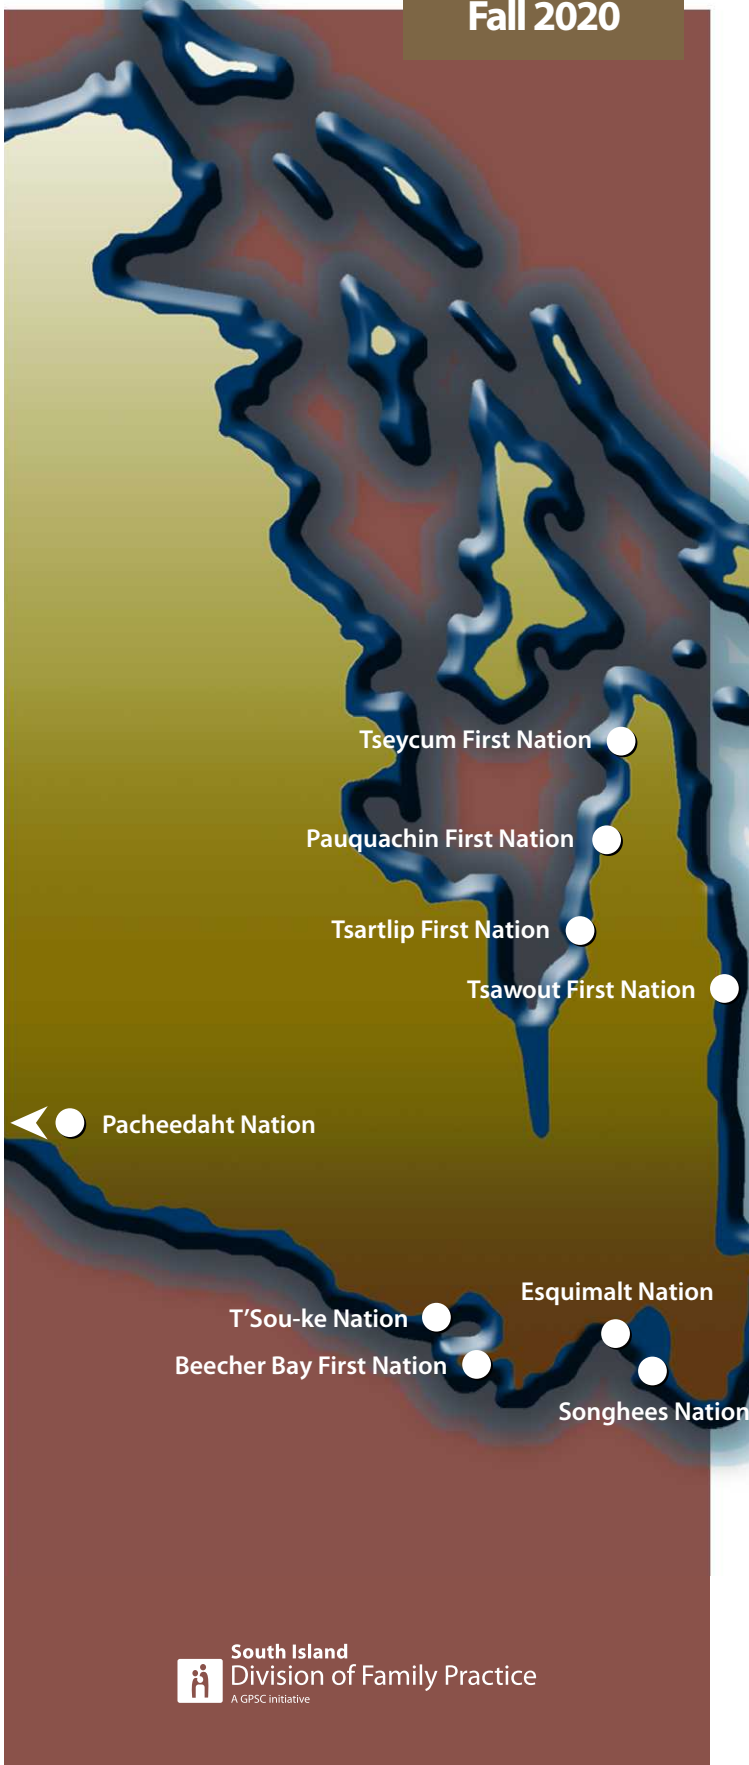 Fall 2020
Tseycum First Nation
Pauquachin First Nation
Tsartlip First Nation
Tsawout First Nation
Pacheedaht Nation
Esquimalt Nation
T’Sou-ke Nation
Beecher Bay First Nation
Songhees Nation
South Island
Division of Family Practice
A GPSC initiative